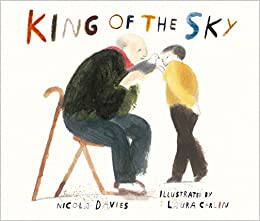 KING OF THE SKY
NICOLA DAVIES
ILLUSTRATED BY
LAURA CARLIN